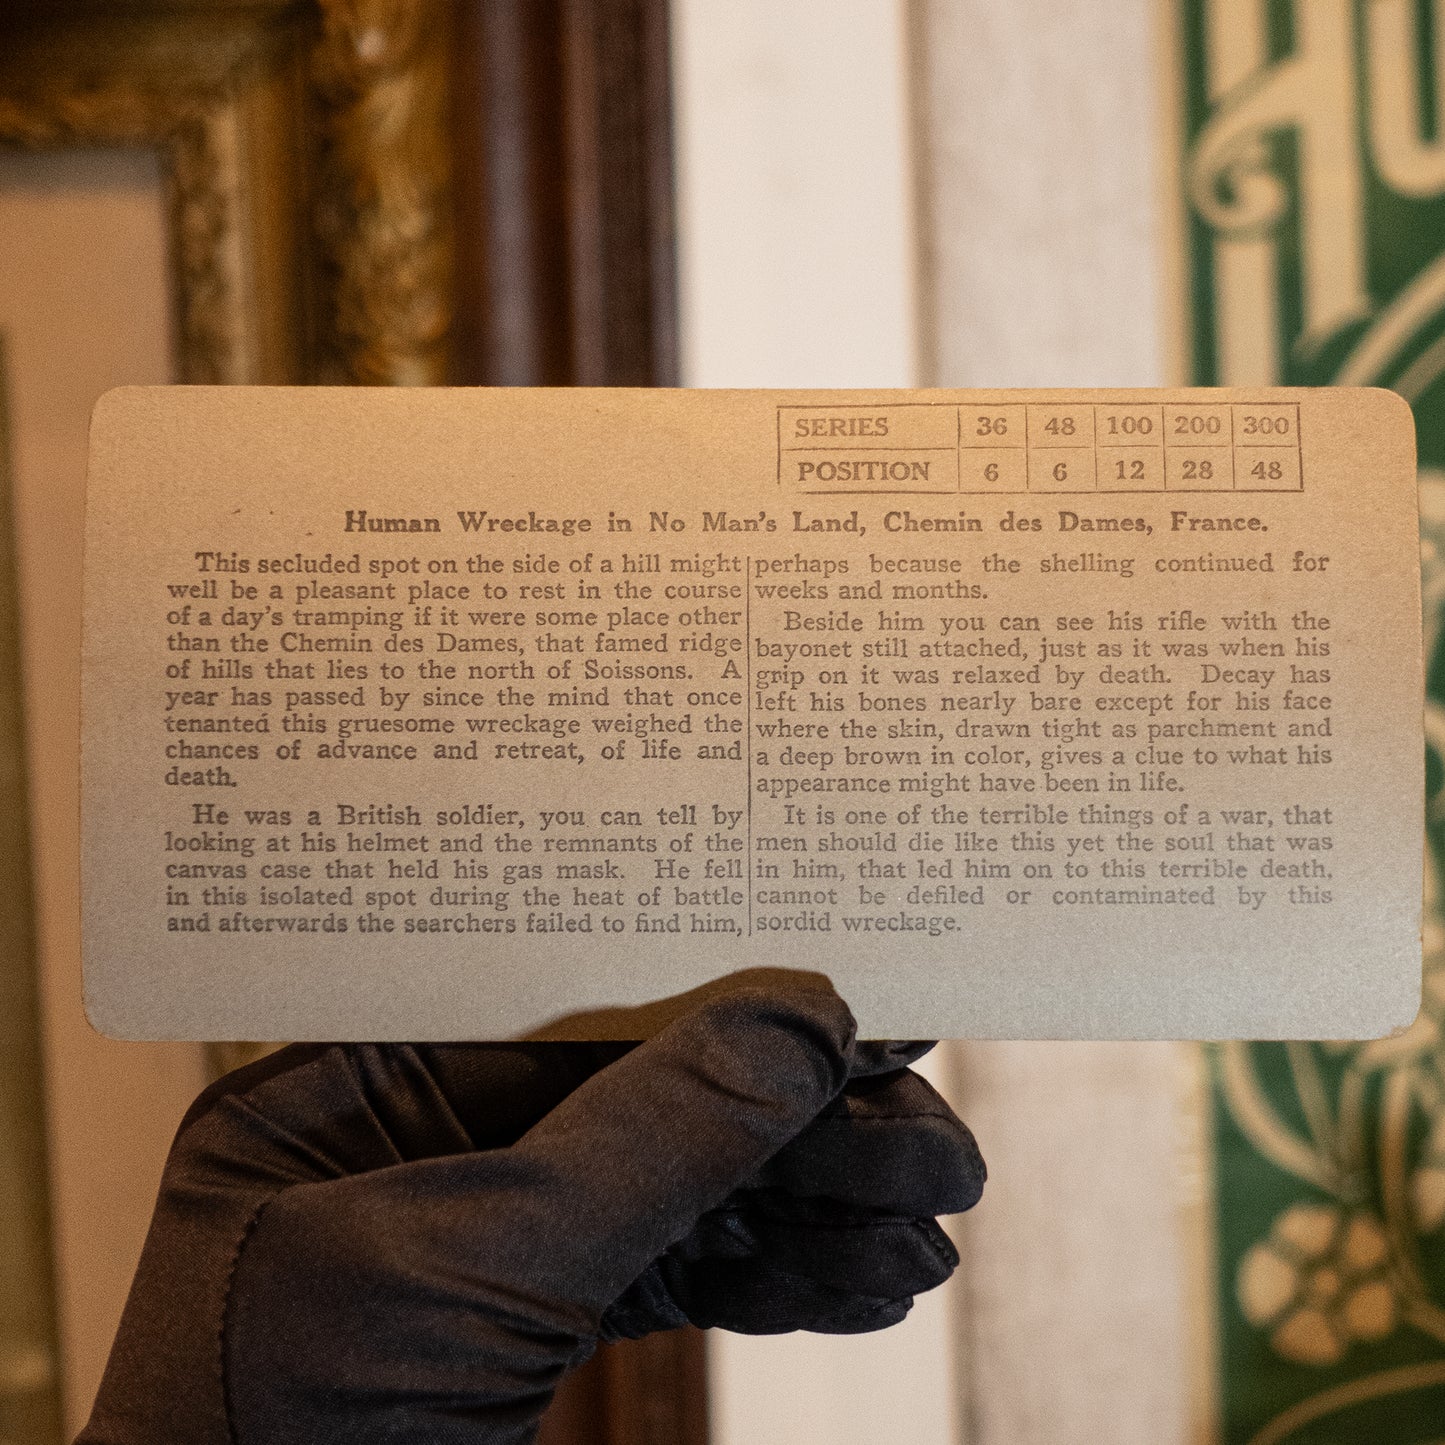 SERIES 36 48 100 200 300
POSITION 6 6 12 28 48
Human Wreckage in No Man's Land, Chemin des Dames, France.
This secluded spot on the side of a hill might
well be a pleasant place to rest in the course
of a day's tramping if it were some place other
than the Chemin des Dames, that famed ridge
of hills that lies to the north of Soissons. A
year has passed by since the mind that once
tenanted this gruesome wreckage weighed the
chances of advance and retreat, of life and
death.
He was a British soldier, you can tell by
looking at his helmet and the remnants of the
canvas case that held his gas mask. He fell
in this isolated spot during the heat of battle
and afterwards the searchers failed to find him,
perhaps because the shelling continued for
weeks and months.
Beside him you can see his rifle with the
bayonet still attached, just as it was when his
grip on it was relaxed by death. Decay has
left his bones nearly bare except for his face
where the skin, drawn tight as parchment and
a deep brown in color, gives a clue to what his
appearance might have been in life.
It is one of the terrible things of a war, that
men should die like this yet the soul that was
in him, that led him on to this terrible death,
cannot be defiled or contaminated by this
sordid wreckage.